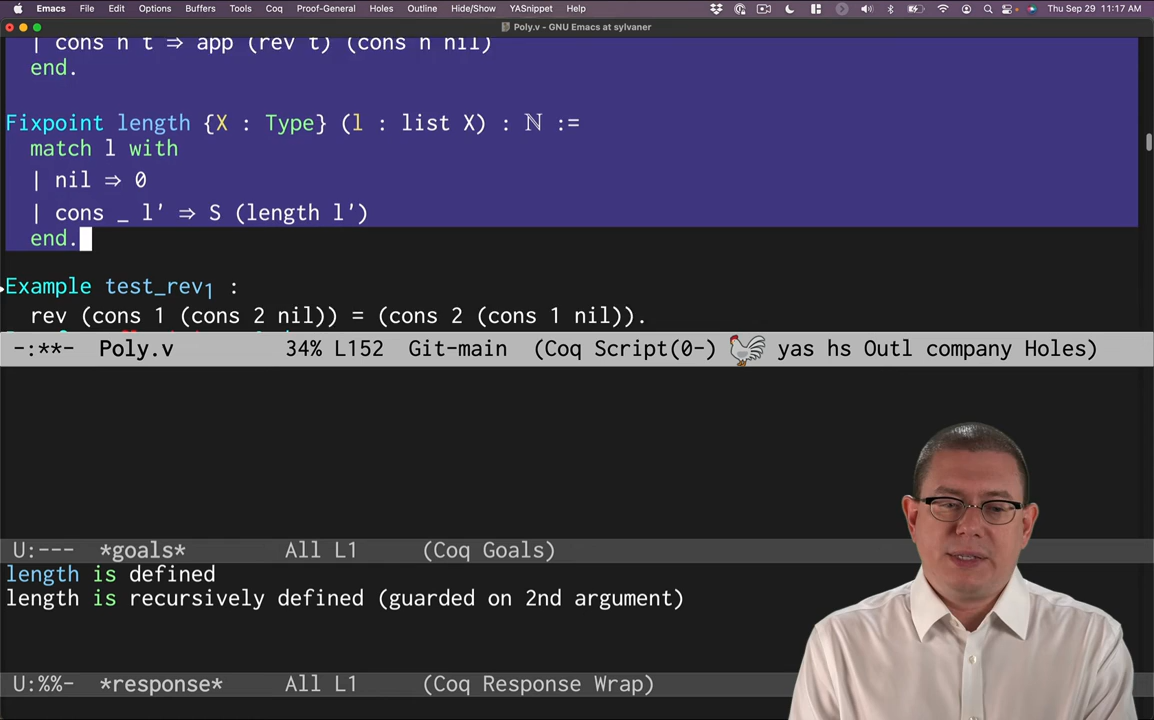 Emacs File Edit Options Buffers Tools Coq Proof-General Holes Outline Hide/Show YASnippet Help Thu Sep 29 11:17 AM
Poly.v - GNU Emacs at sylvaner
| cons h t ⇒ app (rev t) (cons h nil)
end.
Fixpoint length {X : Type} (l : list X) : ℕ :=
match l with
| nil ⇒ 0
| cons _ l' ⇒ S (length l')
end.
Example test_rev₁ :
rev (cons 1 (cons 2 nil)) = (cons 2 (cons 1 nil)).
-:**- Poly.v 34% L152 Git-main (Coq Script(0-) yas hs Outl company Holes)
U:--- *goals* All L1 (Coq Goals)
length is defined
length is recursively defined (guarded on 2nd argument)
U:%%- *response* All L1 (Coq Response Wrap)